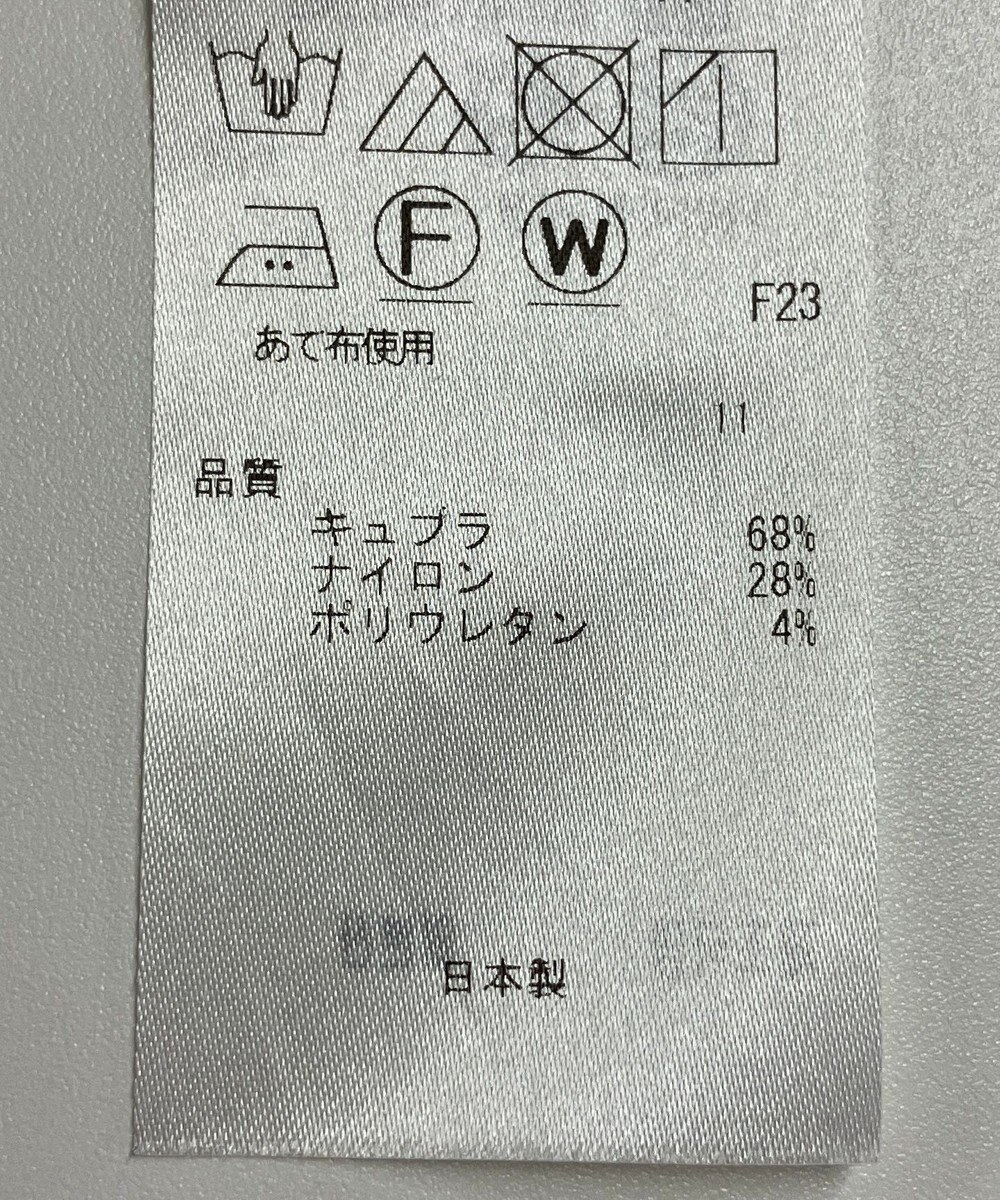 F W
F23
あて布使用
11
品質
キュプラ 68%
ナイロン 28%
ポリウレタン 4%
日本製